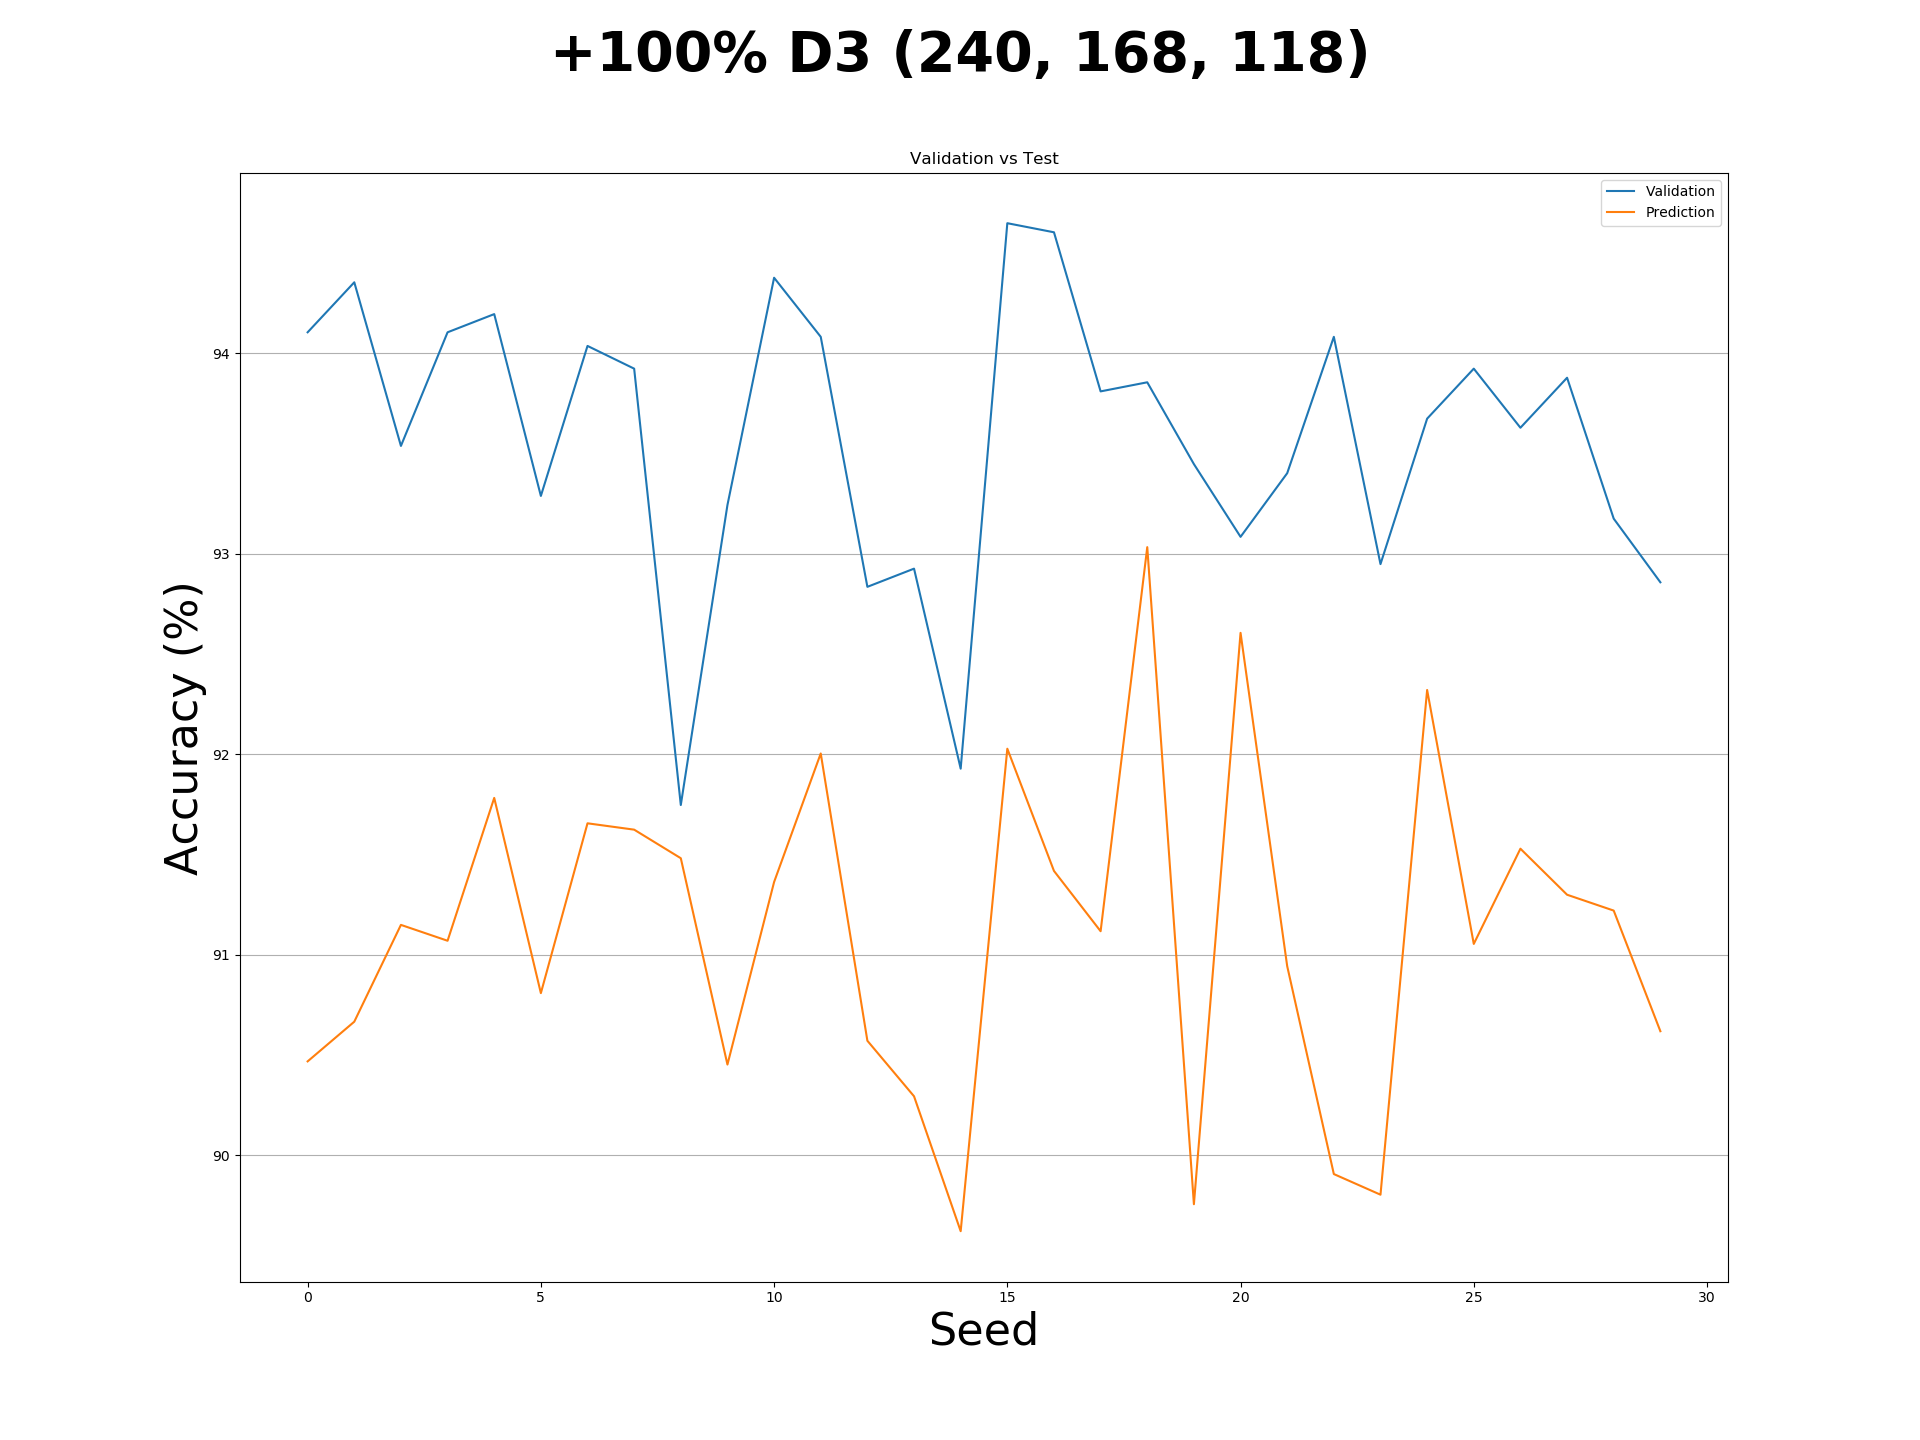 +100% D3 (240, 168, 118)
Validation vs Test
Validation
Prediction
94
93
92
91
90
Accuracy (%)
0 5 10 15 20 25 30
Seed